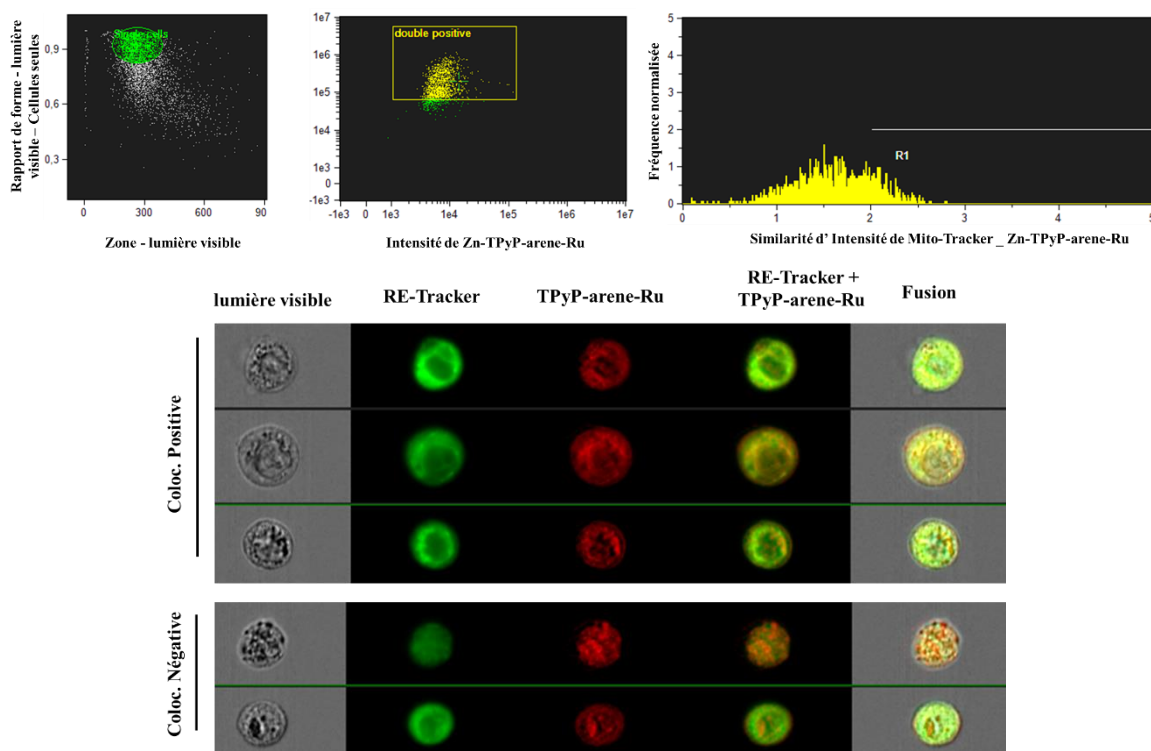 Rapport de forme - lumière
visible – Cellules seules
0,9
0,6
0,3
0
300
600
90
Zone - lumière visible
double positive
1e7
1e6
1e5
1e4
1e3
0
-1e3
-1e3
0
1e3
1e4
1e5
1e6
1e7
Intensité de Zn-TPyP-arene-Ru
Fréquence normalisée
5
4
3
2
1
0
R1
0
1
2
3
4
5
Similarité d’ Intensité de Mito-Tracker _ Zn-TPyP-arene-Ru
lumière visible
RE-Tracker
TPyP-arene-Ru
RE-Tracker +
TPyP-arene-Ru
Fusion
Coloc. Positive
Coloc. Négative